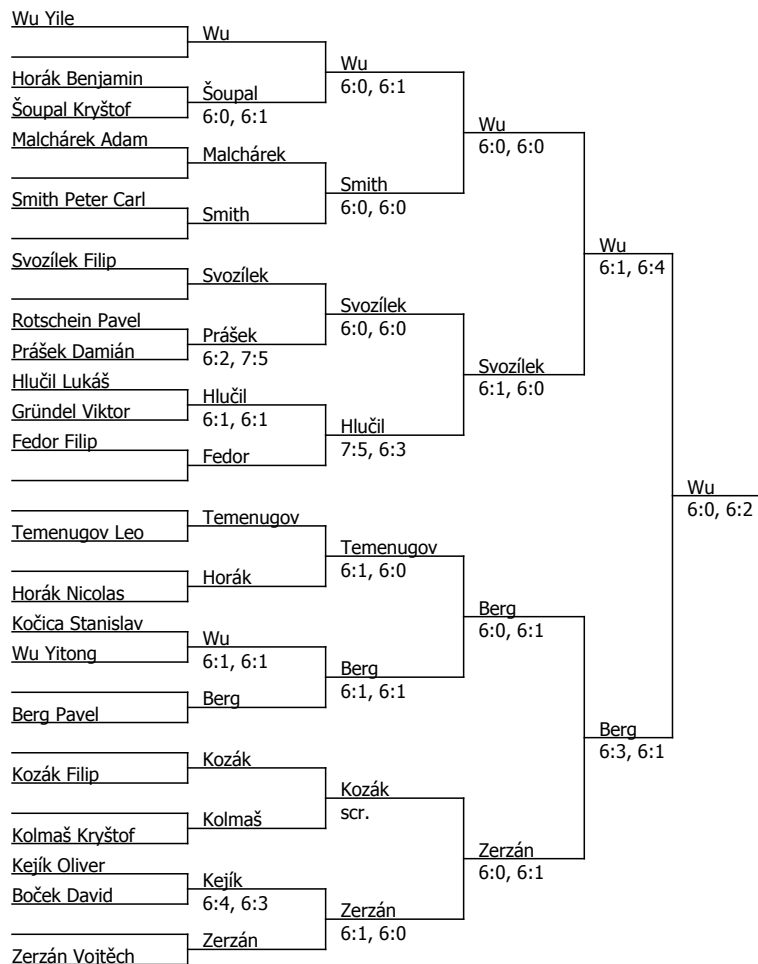 Wu Yile
Wu
Wu
6:0, 6:1
Horák Benjamin
Šoupal
6:0, 6:1
Šoupal Kryštof
Wu
6:0, 6:0
Malchárek Adam
Malchárek
Smith
6:0, 6:0
Smith Peter Carl
Smith
Wu
6:1, 6:4
Svozílek Filip
Svozílek
Svozílek
6:0, 6:0
Rotschein Pavel
Prášek
6:2, 7:5
Prášek Damián
Svozílek
6:1, 6:0
Hlučil Lukáš
Hlučil
6:1, 6:1
Gründel Viktor
Hlučil
7:5, 6:3
Fedor Filip
Fedor
Wu
6:0, 6:2
Temenugov
Temenugov Leo
Temenugov
6:1, 6:0
Horák
Horák Nicolas
Berg
6:0, 6:1
Kočica Stanislav
Wu
6:1, 6:1
Wu Yitong
Berg
6:1, 6:1
Berg
Berg Pavel
Berg
6:3, 6:1
Kozák
Kozák Filip
Kozák
scr.
Kolmaš
Kolmaš Kryštof
Zerzán
6:0, 6:1
Kejík Oliver
Kejík
6:4, 6:3
Boček David
Zerzán
6:1, 6:0
Zerzán
Zerzán Vojtěch